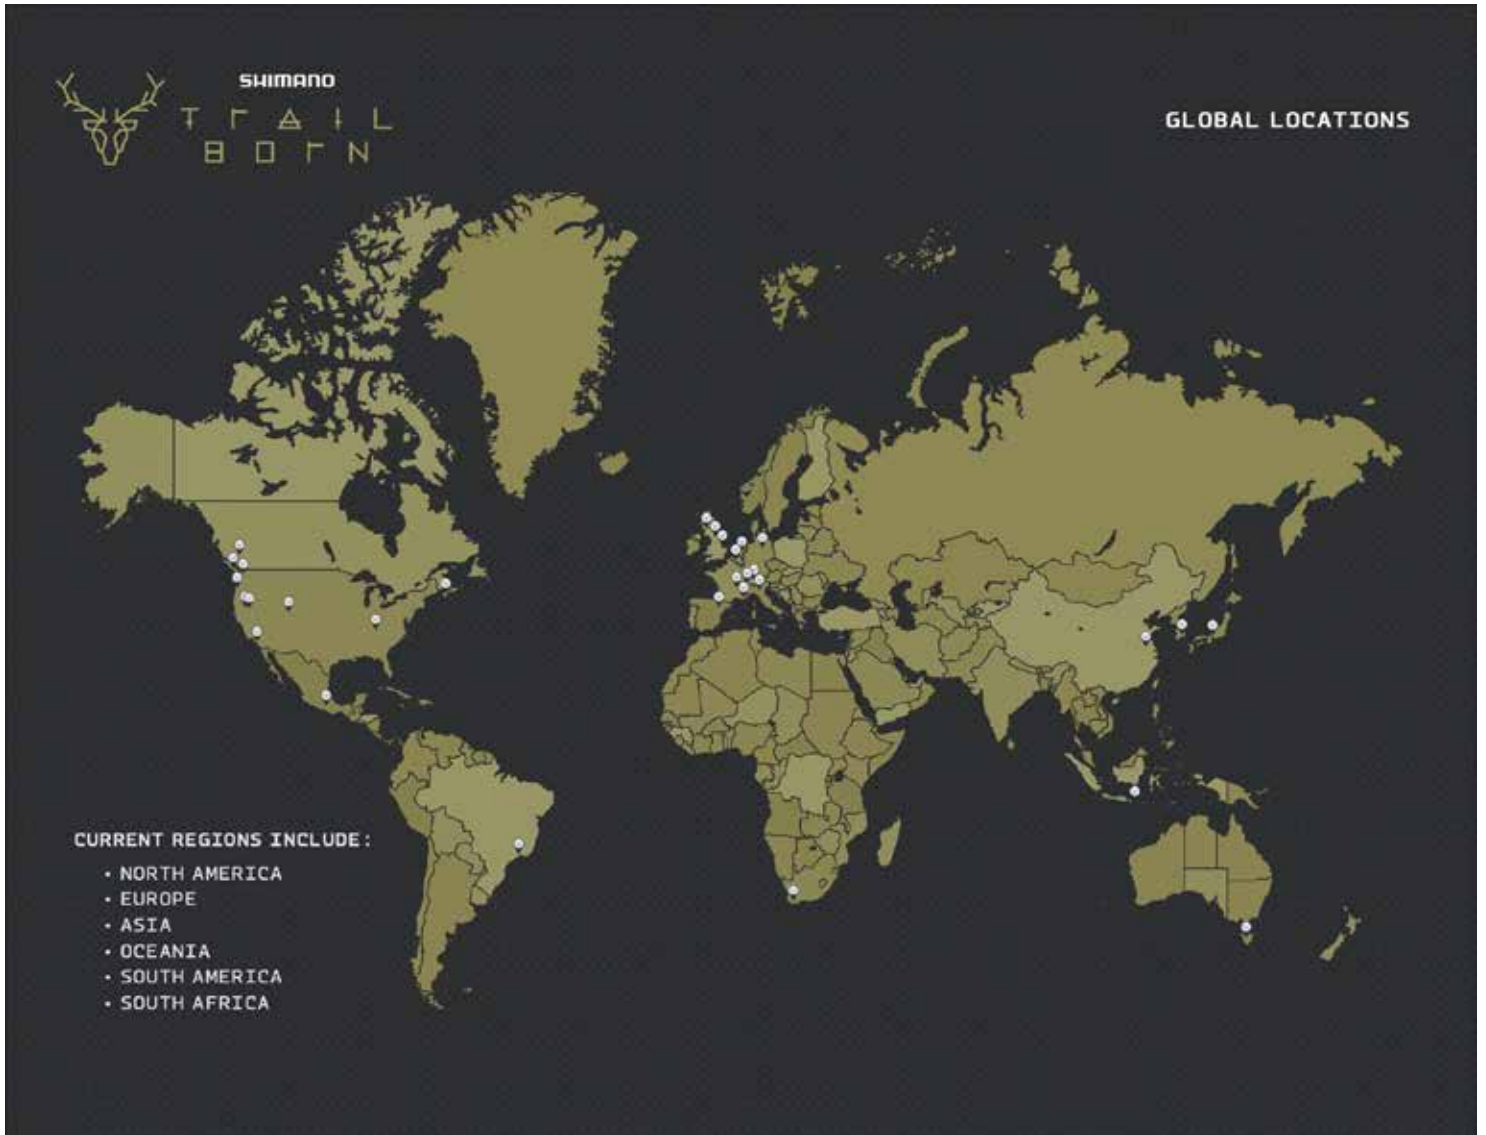 SHIMANO
TRAIL
BORN
GLOBAL LOCATIONS
CURRENT REGIONS INCLUDE:
• NORTH AMERICA
• EUROPE
• ASIA
• OCEANIA
• SOUTH AMERICA
• SOUTH AFRICA